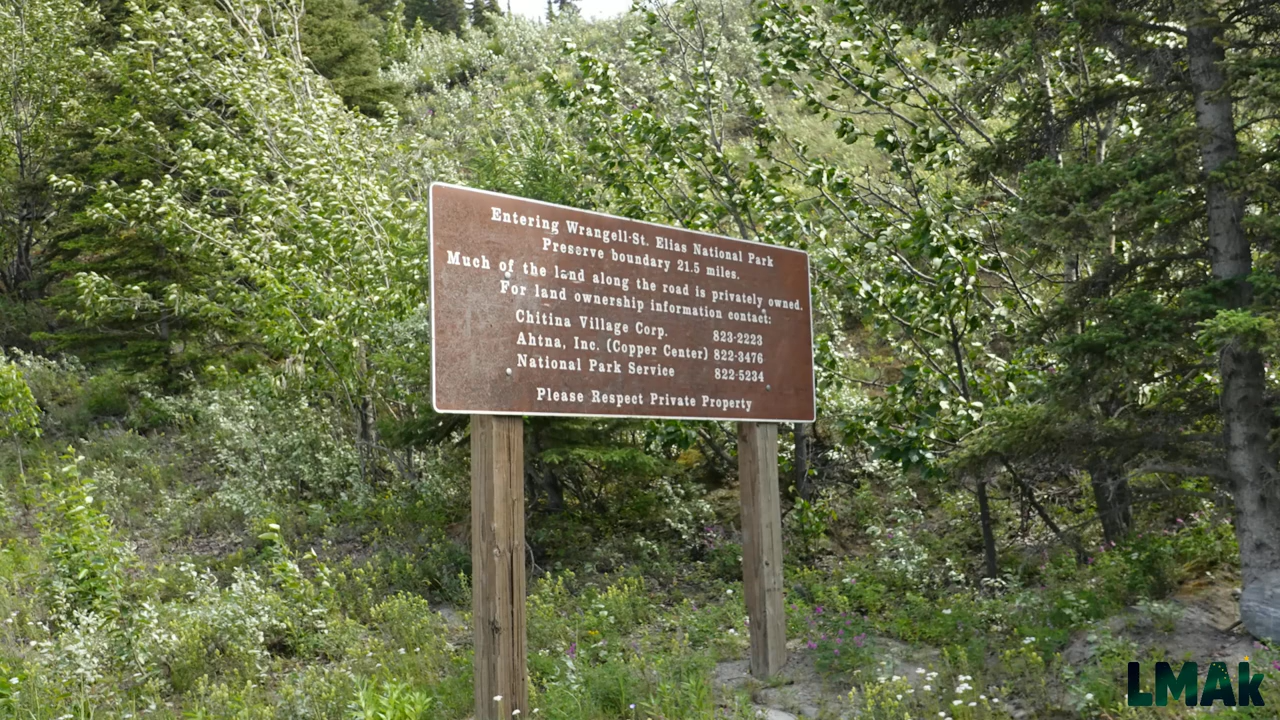 Entering Wrangell-St. Elias National Park
Preserve boundary 21.5 miles.
Much of the land along the road is privately owned.
For land ownership information contact:
Chitina Village Corp. 823-2223
Ahtna, Inc. (Copper Center) 822-3476
National Park Service 822-5234
Please Respect Private Property
LMAk